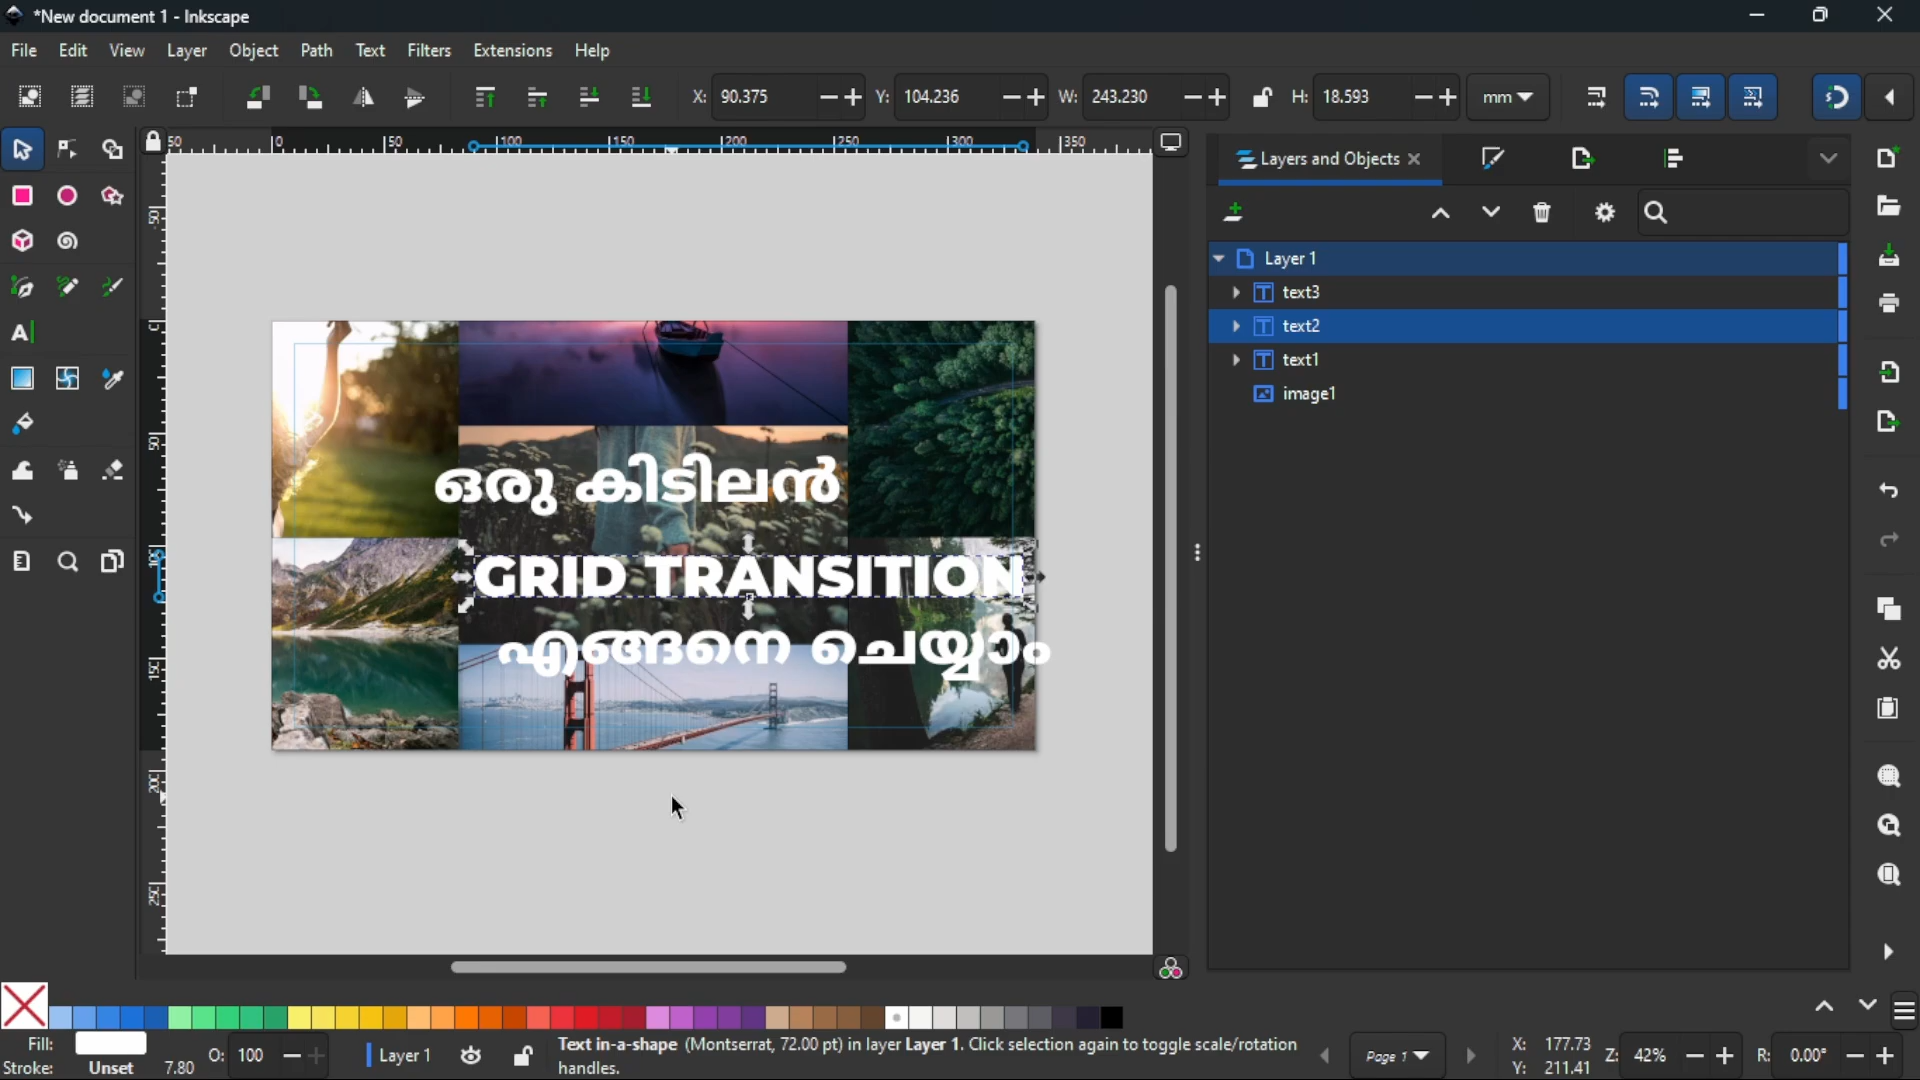 *New document 1 - Inkscape
File Edit View Layer Object Path Text Filters Extensions Help
X: 90.375 Y: 104.236 W: 243.230 H: 18.593 mm
Layers and Objects
Layer 1
text3
text2
text1
image1
ഒരു കിടിലൻ
GRID TRANSITION
എങ്ങനെ ചെയ്യാം
Fill: O: 100 Layer 1 Text in-a-shape (Montserrat, 72.00 pt) in layer Layer 1. Click selection again to toggle scale/rotation handles. Page 1 X: 177.73 Z: 42% R: 0.00°
Stroke: Unset 7.80 Y: 211.41